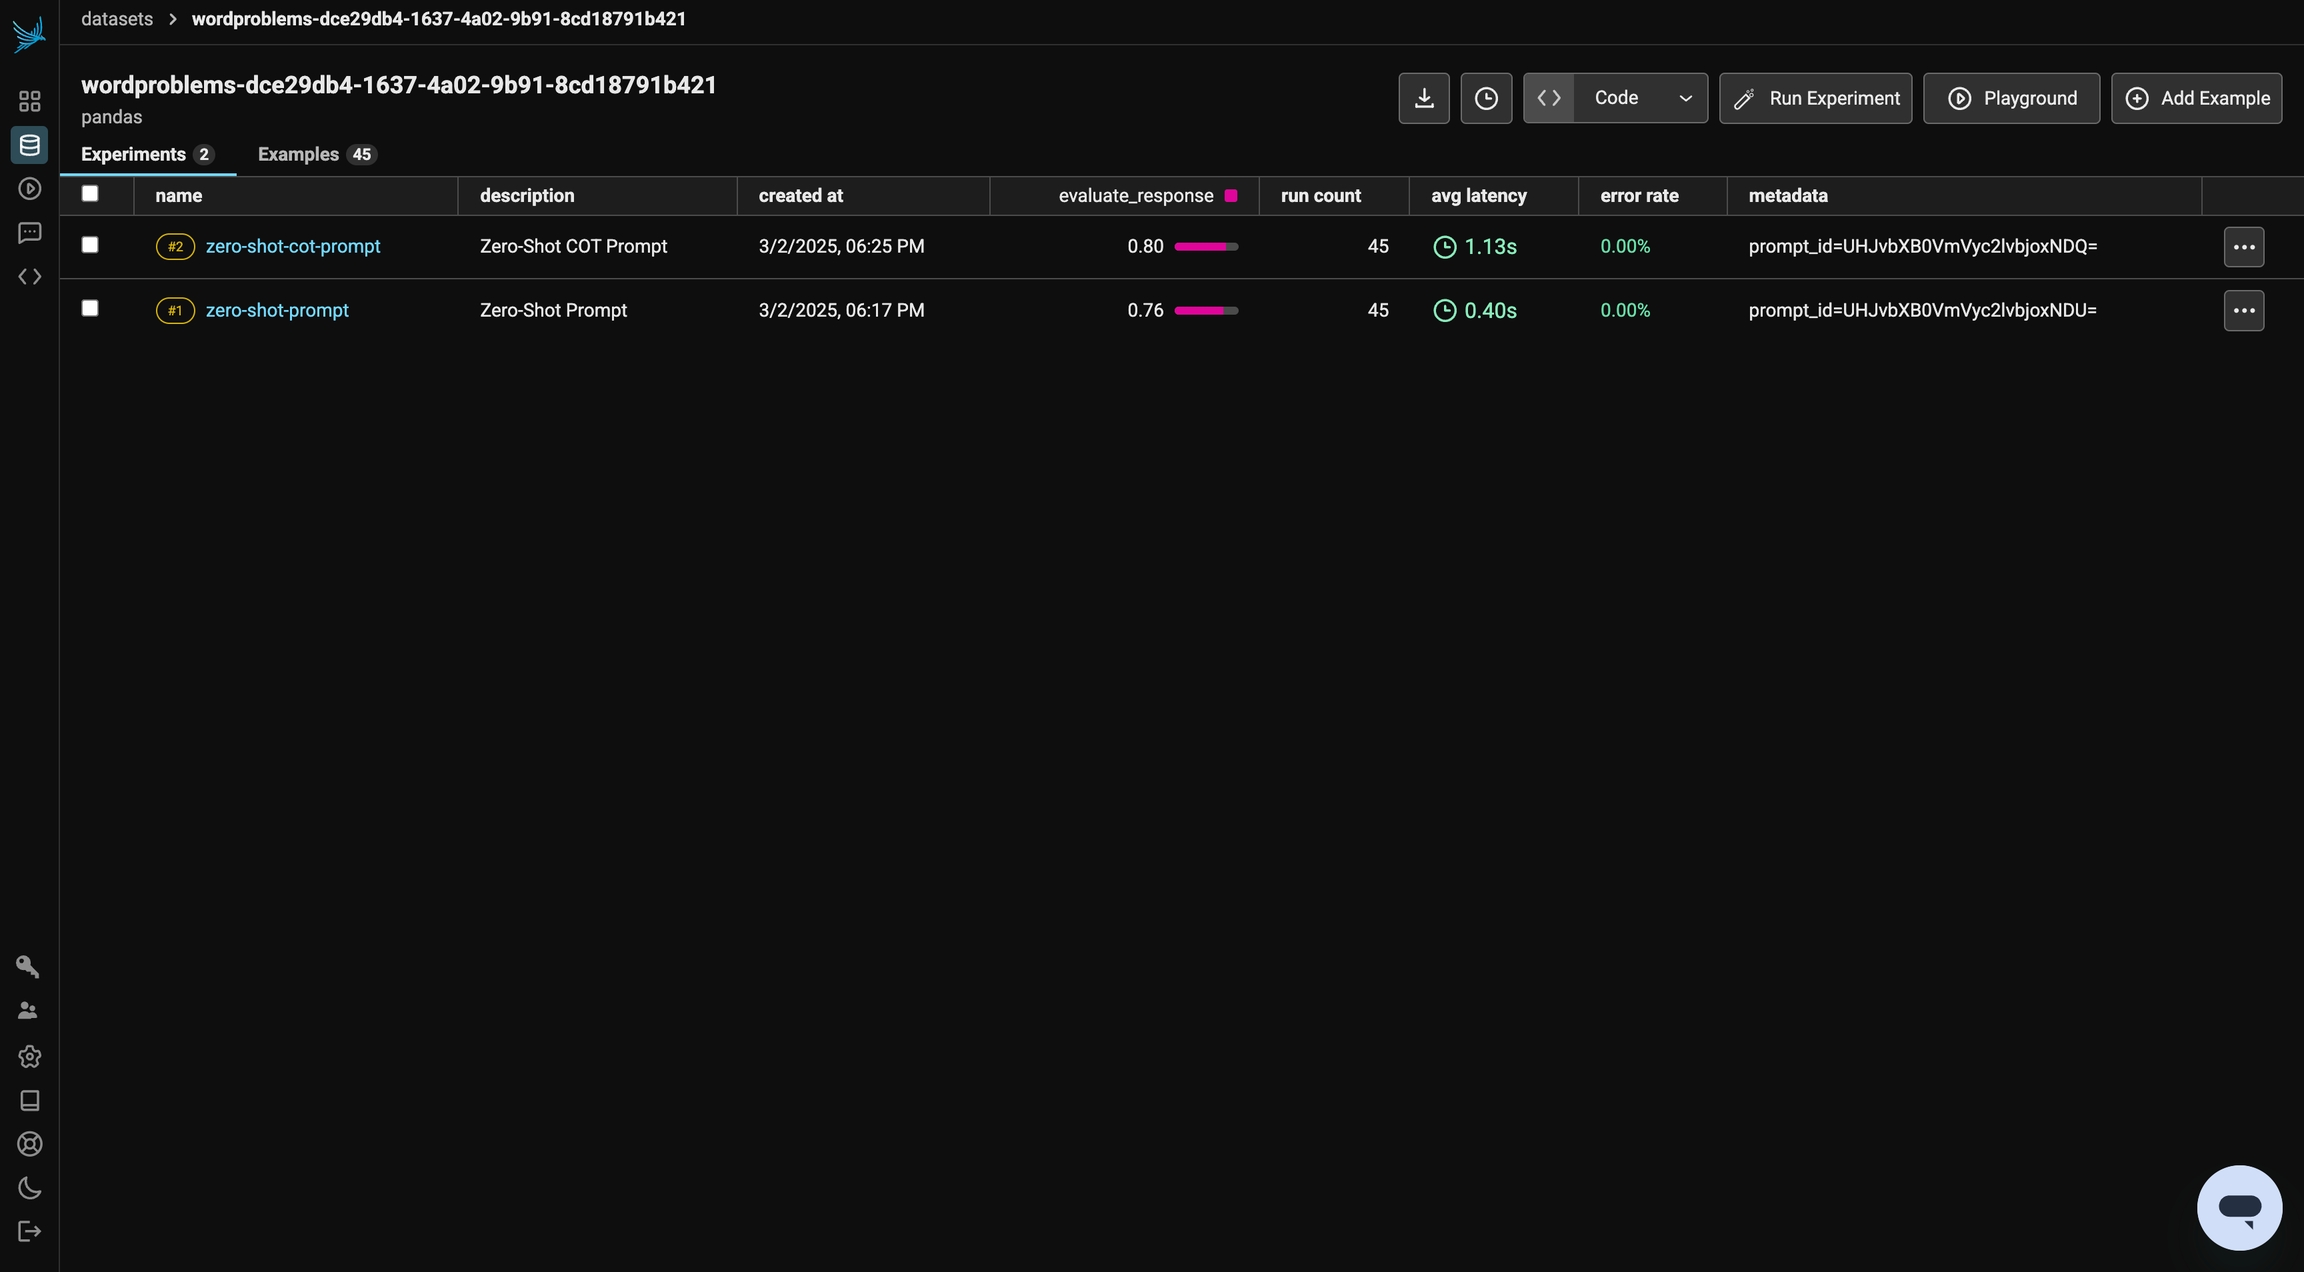 datasets > wordproblems-dce29db4-1637-4a02-9b91-8cd18791b421
wordproblems-dce29db4-1637-4a02-9b91-8cd18791b421
pandas
Code Run Experiment Playground Add Example
Experiments 2 Examples 45
name description created at evaluate_response run count avg latency error rate metadata
#2 zero-shot-cot-prompt Zero-Shot COT Prompt 3/2/2025, 06:25 PM 0.80 45 1.13s 0.00% prompt_id=UHJvbXB0VmVyc2lvbjoxNDQ=
#1 zero-shot-prompt Zero-Shot Prompt 3/2/2025, 06:17 PM 0.76 45 0.40s 0.00% prompt_id=UHJvbXB0VmVyc2lvbjoxNDU=